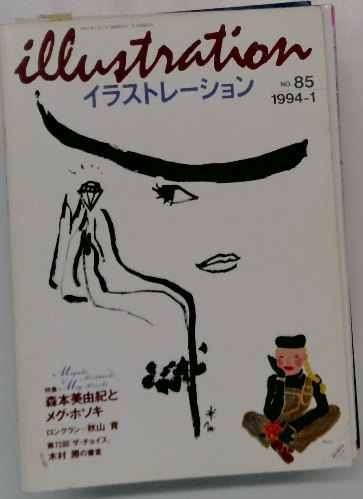 illustration
イラストレーション
NO.85
1994-1
特集・
森本美由紀と
メグ・ホソキ
ロングラン 秋山 育
第71回 ザ・チョイス
木村 勝の審査